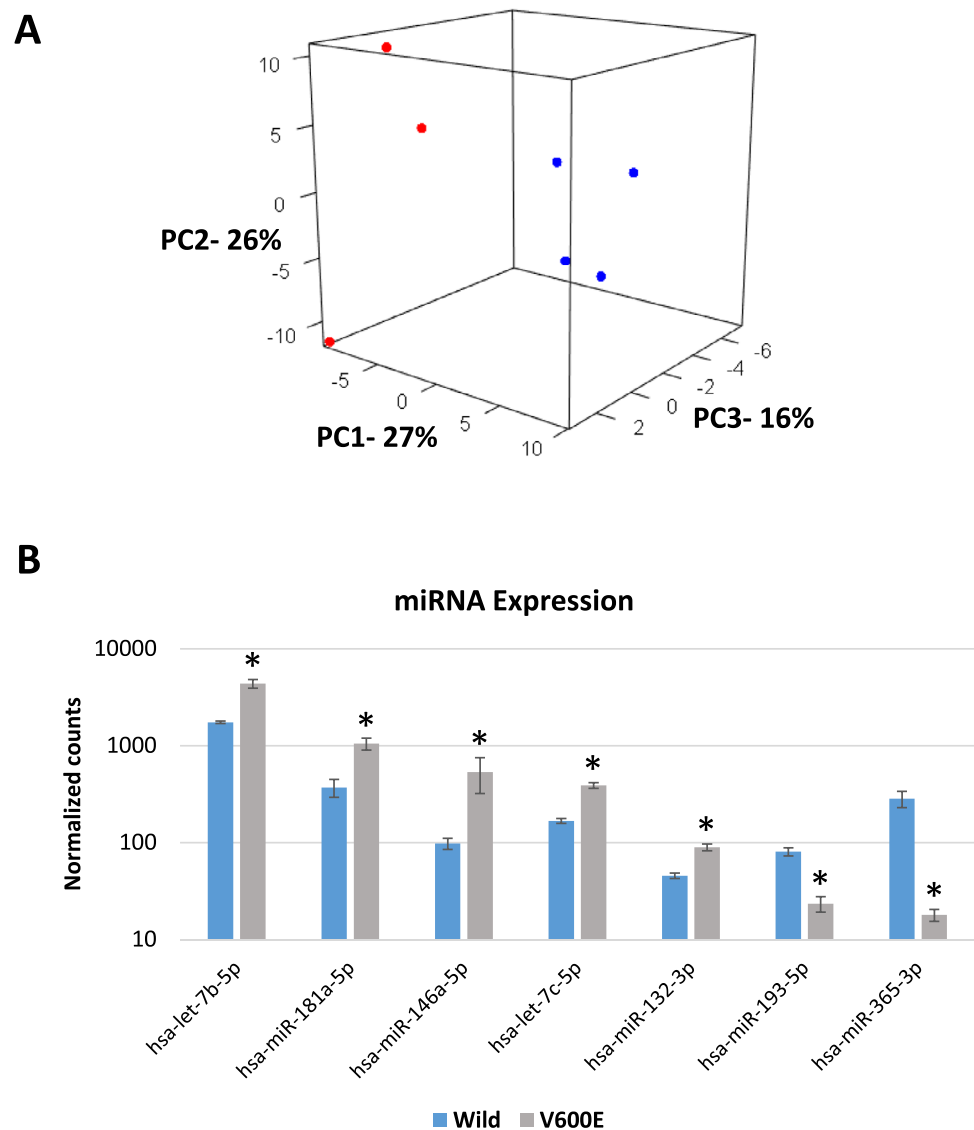 A
10
5
0
-5
-10
PC2- 26%
-5
0
5
10
PC1- 27%
-6
-4
-2
0
2
PC3- 16%
B
miRNA Expression
Normalized counts
10000
1000
100
10
* * * * * * *
hsa-let-7b-5p
hsa-miR-181a-5p
hsa-miR-146a-5p
hsa-let-7c-5p
hsa-miR-132-3p
hsa-miR-193-5p
hsa-miR-365-3p
Wild V600E